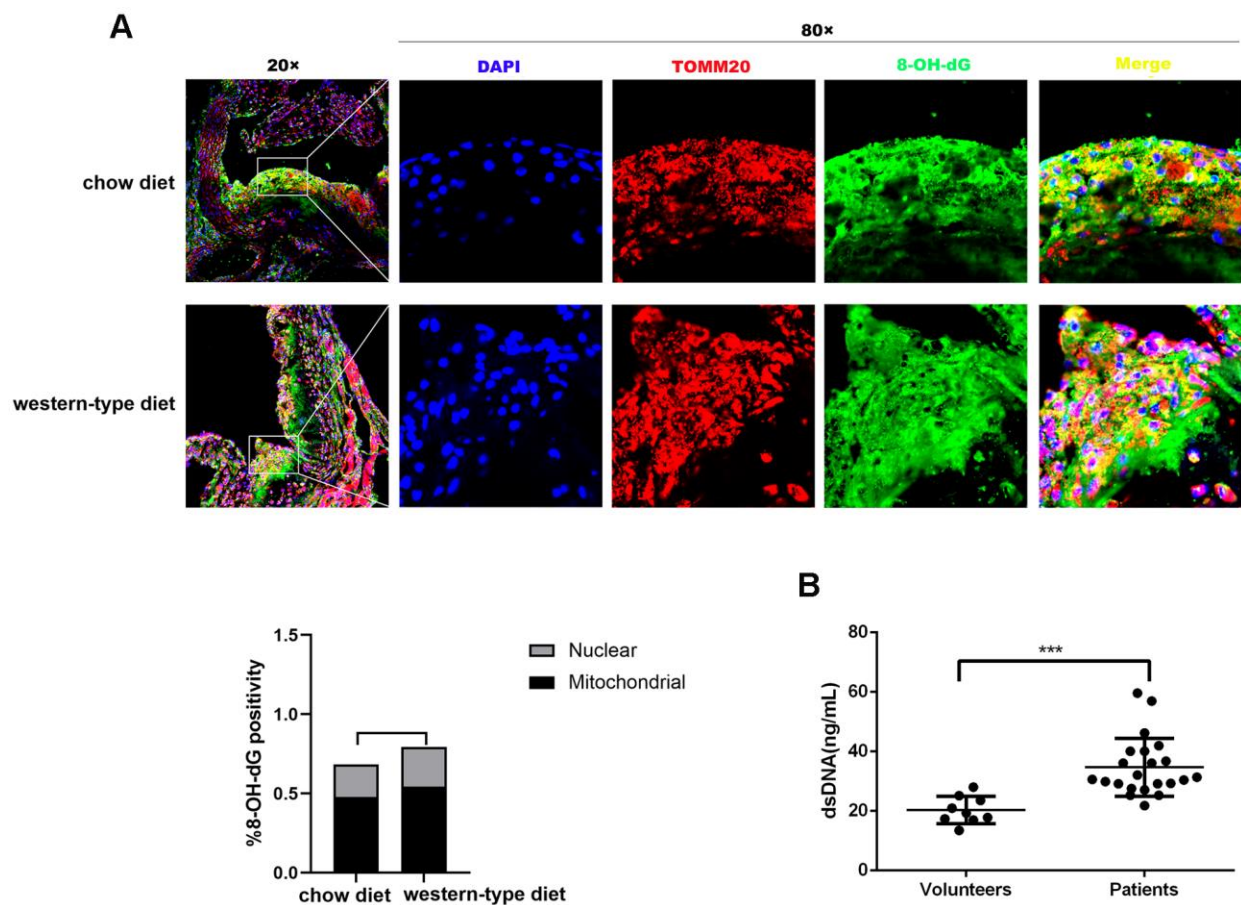 A
80×
20×
DAPI
TOMM20
8-OH-dG
Merge
chow diet
western-type diet
1.5
1.0
0.5
0.0
%8-OH-dG positivity
chow diet
western-type diet
Nuclear
Mitochondrial
B
80
60
40
20
0
dsDNA(ng/mL)
***
Volunteers
Patients